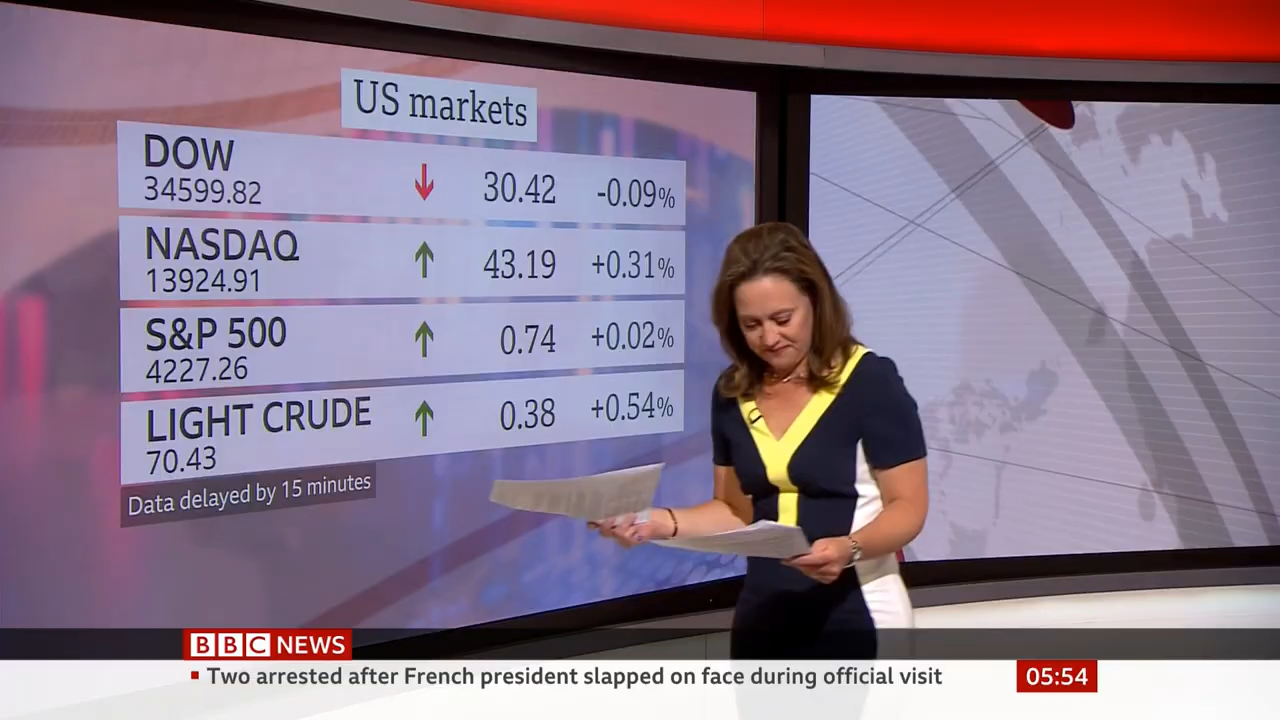 US markets
DOW
34599.82
30.42
-0.09%
NASDAQ
13924.91
43.19
+0.31%
S&P 500
4227.26
0.74
+0.02%
LIGHT CRUDE
70.43
0.38
+0.54%
Data delayed by 15 minutes
BBC NEWS
Two arrested after French president slapped on face during official visit
05:54